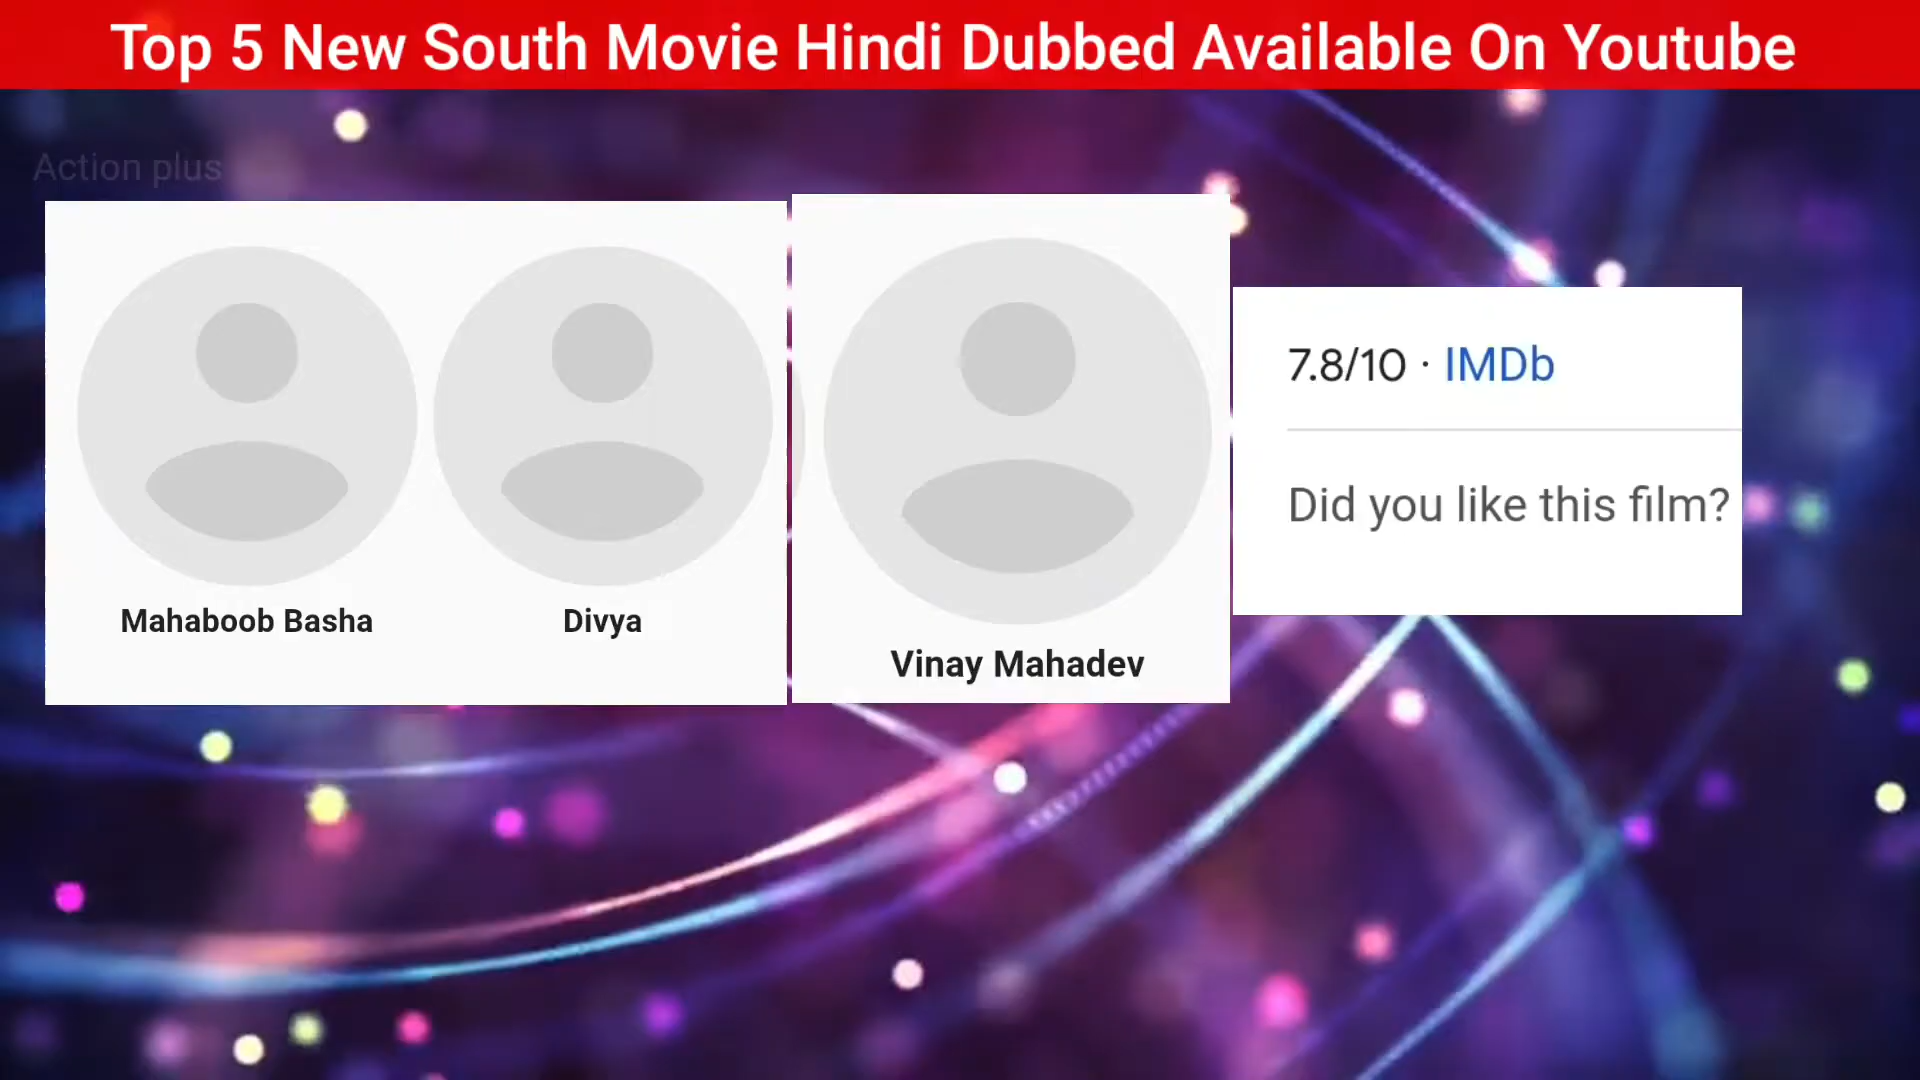 Top 5 New South Movie Hindi Dubbed Available On Youtube
Action plus
Mahaboob Basha
Divya
Vinay Mahadev
7.8/10 · IMDb
Did you like this film?